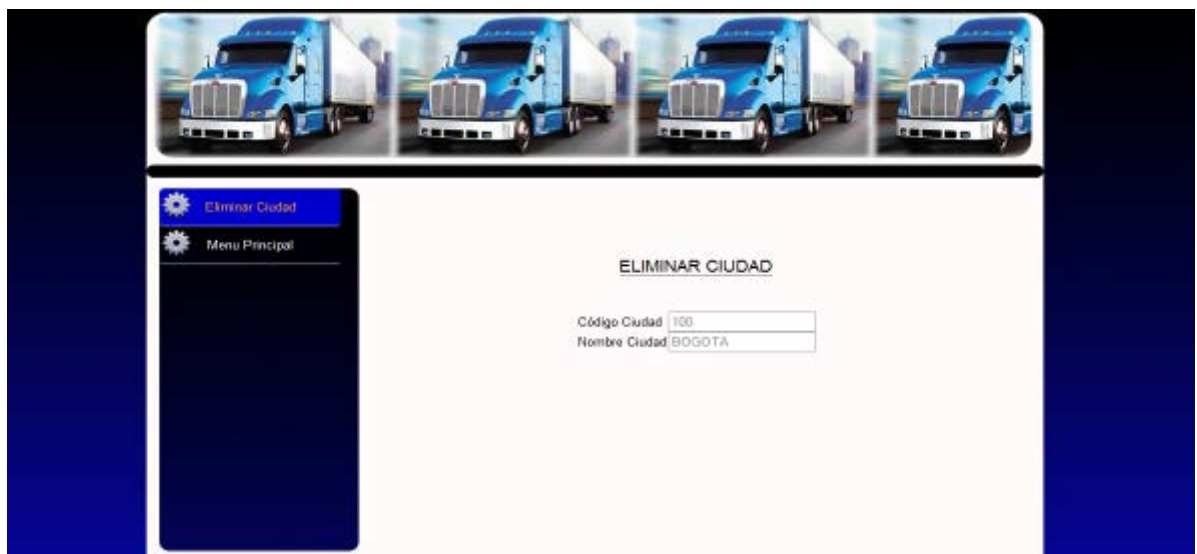 Eliminar Ciudad
Menu Principal
ELIMINAR CIUDAD
Código Ciudad 100
Nombre Ciudad BOGOTA